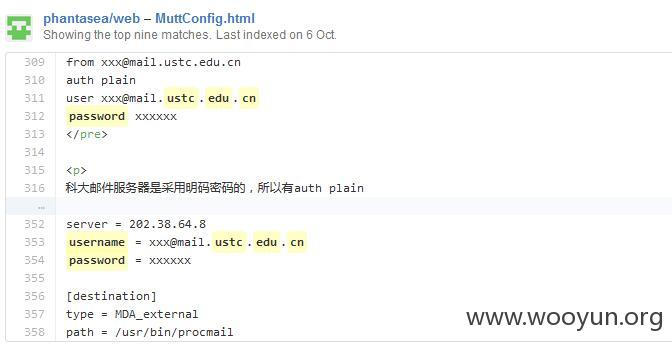 phantasea/web – MuttConfig.html
Showing the top nine matches. Last indexed on 6 Oct.
309 from xxx@mail.ustc.edu.cn
310 auth plain
311 user xxx@mail.ustc.edu.cn
312 password xxxxxx
313 </pre>
314
315 <p>
316 科大邮件服务器是采用明码密码的，所以有auth plain
…
352 server = 202.38.64.8
353 username = xxx@mail.ustc.edu.cn
354 password = xxxxxx
355
356 [destination]
357 type = MDA_external
358 path = /usr/bin/procmail
www.wooyun.org